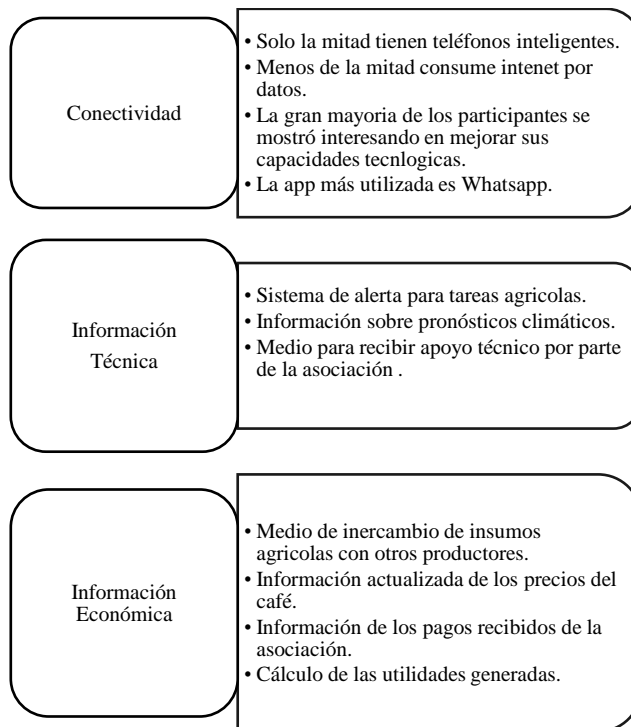 Conectividad
• Solo la mitad tienen teléfonos inteligentes.
• Menos de la mitad consume intenet por
datos.
• La gran mayoria de los participantes se
mostró interesando en mejorar sus
capacidades tecnlogicas.
• La app más utilizada es Whatsapp.
Información
Técnica
• Sistema de alerta para tareas agricolas.
• Información sobre pronósticos climáticos.
• Medio para recibir apoyo técnico por parte
de la asociación .
Información
Económica
• Medio de inercambio de insumos
agricolas con otros productores.
• Información actualizada de los precios del
café.
• Información de los pagos recibidos de la
asociación.
• Cálculo de las utilidades generadas.